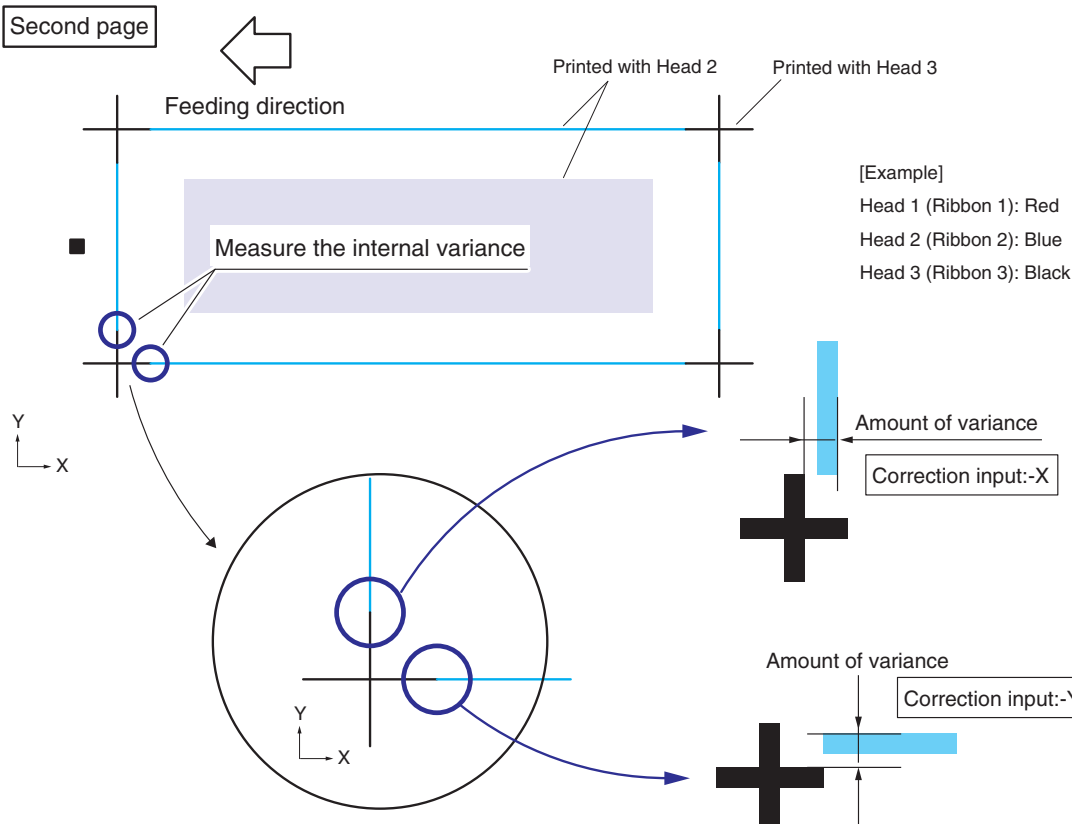 Second page
Feeding direction
Printed with Head 2
Printed with Head 3
[Example]
Head 1 (Ribbon 1): Red
Head 2 (Ribbon 2): Blue
Head 3 (Ribbon 3): Black
Measure the internal variance
Y
X
Amount of variance
Correction input:-X
Y
X
Amount of variance
Correction input:-Y